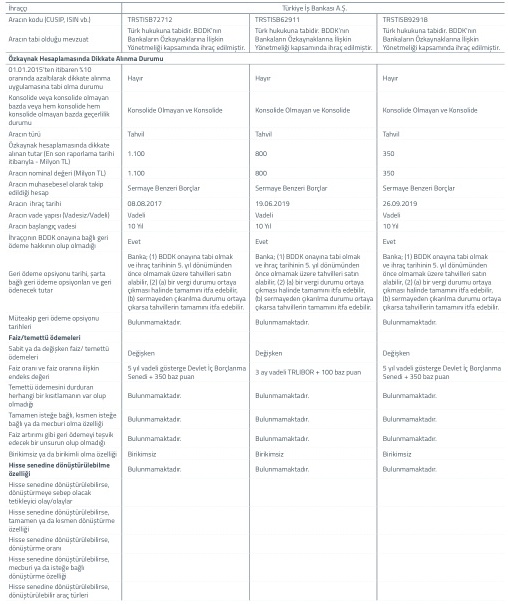 İhraççı Türkiye İş Bankası A.Ş.
Aracın kodu (CUSIP, ISIN vb.) TRSTISB72712 TRSTISB62911 TRSTISB92918
Aracın tabi olduğu mevzuat
Türk hukukuna tabidir. BDDK'nın
Bankaların Özkaynaklarına İlişkin
Yönetmeliği kapsamında ihraç edilmiştir.
Türk hukukuna tabidir. BDDK'nın
Bankaların Özkaynaklarına İlişkin
Yönetmeliği kapsamında ihraç edilmiştir.
Türk hukukuna tabidir. BDDK'nın
Bankaların Özkaynaklarına İlişkin
Yönetmeliği kapsamında ihraç edilmiştir.
Özkaynak Hesaplamasında Dikkate Alınma Durumu
01.01.2015'ten itibaren %10
oranında azaltılarak dikkate alınma
uygulamasına tabi olma durumu
Hayır Hayır Hayır
Konsolide veya konsolide olmayan
bazda veya hem konsolide hem
konsolide olmayan bazda geçerlilik
durumu
Konsolide Olmayan ve Konsolide Konsolide Olmayan ve Konsolide Konsolide Olmayan ve Konsolide
Aracın türü Tahvil Tahvil Tahvil
Özkaynak hesaplamasında dikkate
alınan tutar (En son raporlama tarihi
itibarıyla - Milyon TL)
1.100 800 350
Aracın nominal değeri (Milyon TL) 1.100 800 350
Aracın muhasebesel olarak takip
edildiği hesap
Sermaye Benzeri Borçlar Sermaye Benzeri Borçlar Sermaye Benzeri Borçlar
Aracın ihraç tarihi 08.08.2017 19.06.2019 26.09.2019
Aracın vade yapısı (Vadesiz/Vadeli) Vadeli Vadeli Vadeli
Aracın başlangıç vadesi 10 Yıl 10 Yıl 10 Yıl
İhraççının BDDK onayına bağlı geri
ödeme hakkının olup olmadığı
Evet Evet Evet
Geri ödeme opsiyonu tarihi, şarta
bağlı geri ödeme opsiyonları ve geri
ödenecek tutar
Banka; (1) BDDK onayına tabi olmak
ve ihraç tarihinin 5. yıl dönümünden
önce olmamak üzere tahvilleri satın
alabilir, (2) (a) bir vergi durumu ortaya
çıkması halinde tamamını itfa edebilir,
(b) sermayeden çıkarılma durumu ortaya
çıkarsa tahvillerin tamamını itfa edebilir.
Banka; (1) BDDK onayına tabi olmak
ve ihraç tarihinin 5. yıl dönümünden
önce olmamak üzere tahvilleri satın
alabilir, (2) (a) bir vergi durumu ortaya
çıkması halinde tamamını itfa edebilir,
(b) sermayeden çıkarılma durumu ortaya
çıkarsa tahvillerin tamamını itfa edebilir.
Banka; (1) BDDK onayına tabi olmak
ve ihraç tarihinin 5. yıl dönümünden
önce olmamak üzere tahvilleri satın
alabilir, (2) (a) bir vergi durumu ortaya
çıkması halinde tamamını itfa edebilir,
(b) sermayeden çıkarılma durumu ortaya
çıkarsa tahvillerin tamamını itfa edebilir.
Müteakip geri ödeme opsiyonu
tarihleri
Bulunmamaktadır. Bulunmamaktadır. Bulunmamaktadır.
Faiz/temettü ödemeleri
Sabit ya da değişken faiz/ temettü
ödemeleri
Değişken Değişken Değişken
Faiz oranı ve faiz oranına ilişkin
endeks değeri
5 yıl vadeli gösterge Devlet İç Borçlanma
Senedi + 350 baz puan
3 ay vadeli TRLIBOR + 100 baz puan
5 yıl vadeli gösterge Devlet İç Borçlanma
Senedi + 350 baz puan
Temettü ödemesini durduran
herhangi bir kısıtlamanın var olup
olmadığı
Bulunmamaktadır. Bulunmamaktadır. Bulunmamaktadır.
Tamamen isteğe bağlı, kısmen isteğe
bağlı ya da mecburi olma özelliği
Bulunmamaktadır. Bulunmamaktadır. Bulunmamaktadır.
Faiz artırımı gibi geri ödemeyi teşvik
edecek bir unsurun olup olmadığı
Bulunmamaktadır. Bulunmamaktadır. Bulunmamaktadır.
Birikimsiz ya da birikimli olma özelliği Birikimsiz Birikimsiz Birikimsiz
Hisse senedine dönüştürülebilme
özelliği
Bulunmamaktadır. Bulunmamaktadır. Bulunmamaktadır.
Hisse senedine dönüştürülebilirse,
dönüştürmeye sebep olacak
tetikleyici olay/olaylar
Hisse senedine dönüştürülebilirse,
tamamen ya da kısmen dönüştürme
özelliği
Hisse senedine dönüştürülebilirse,
dönüştürme oranı
Hisse senedine dönüştürülebilirse,
mecburi ya da isteğe bağlı
dönüştürme özelliği
Hisse senedine dönüştürülebilirse,
dönüştürülebilir araç türleri